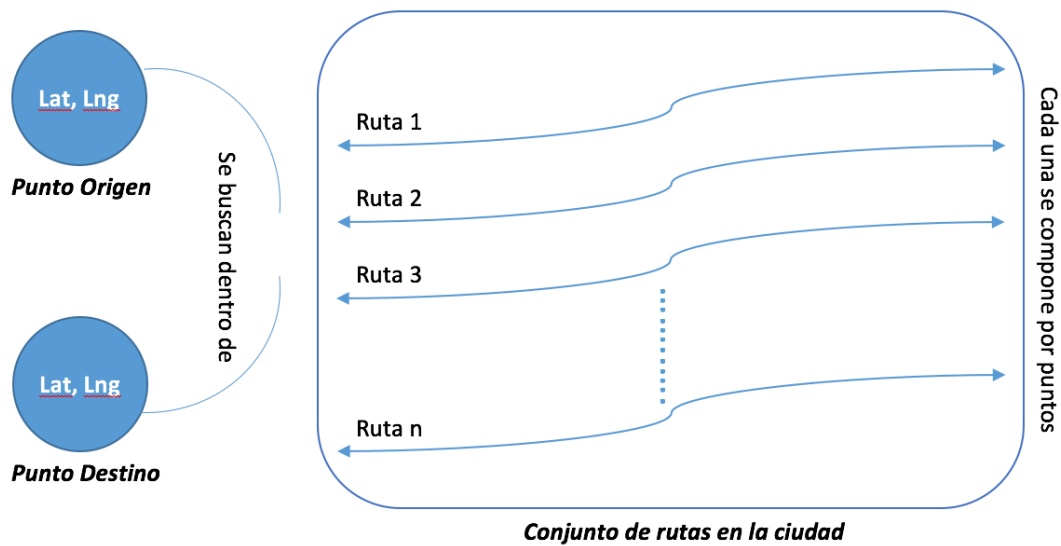 Lat, Lng
Punto Origen
Se buscan dentro de
Lat, Lng
Punto Destino
Ruta 1
Ruta 2
Ruta 3
Ruta n
Cada una se compone por puntos
Conjunto de rutas en la ciudad